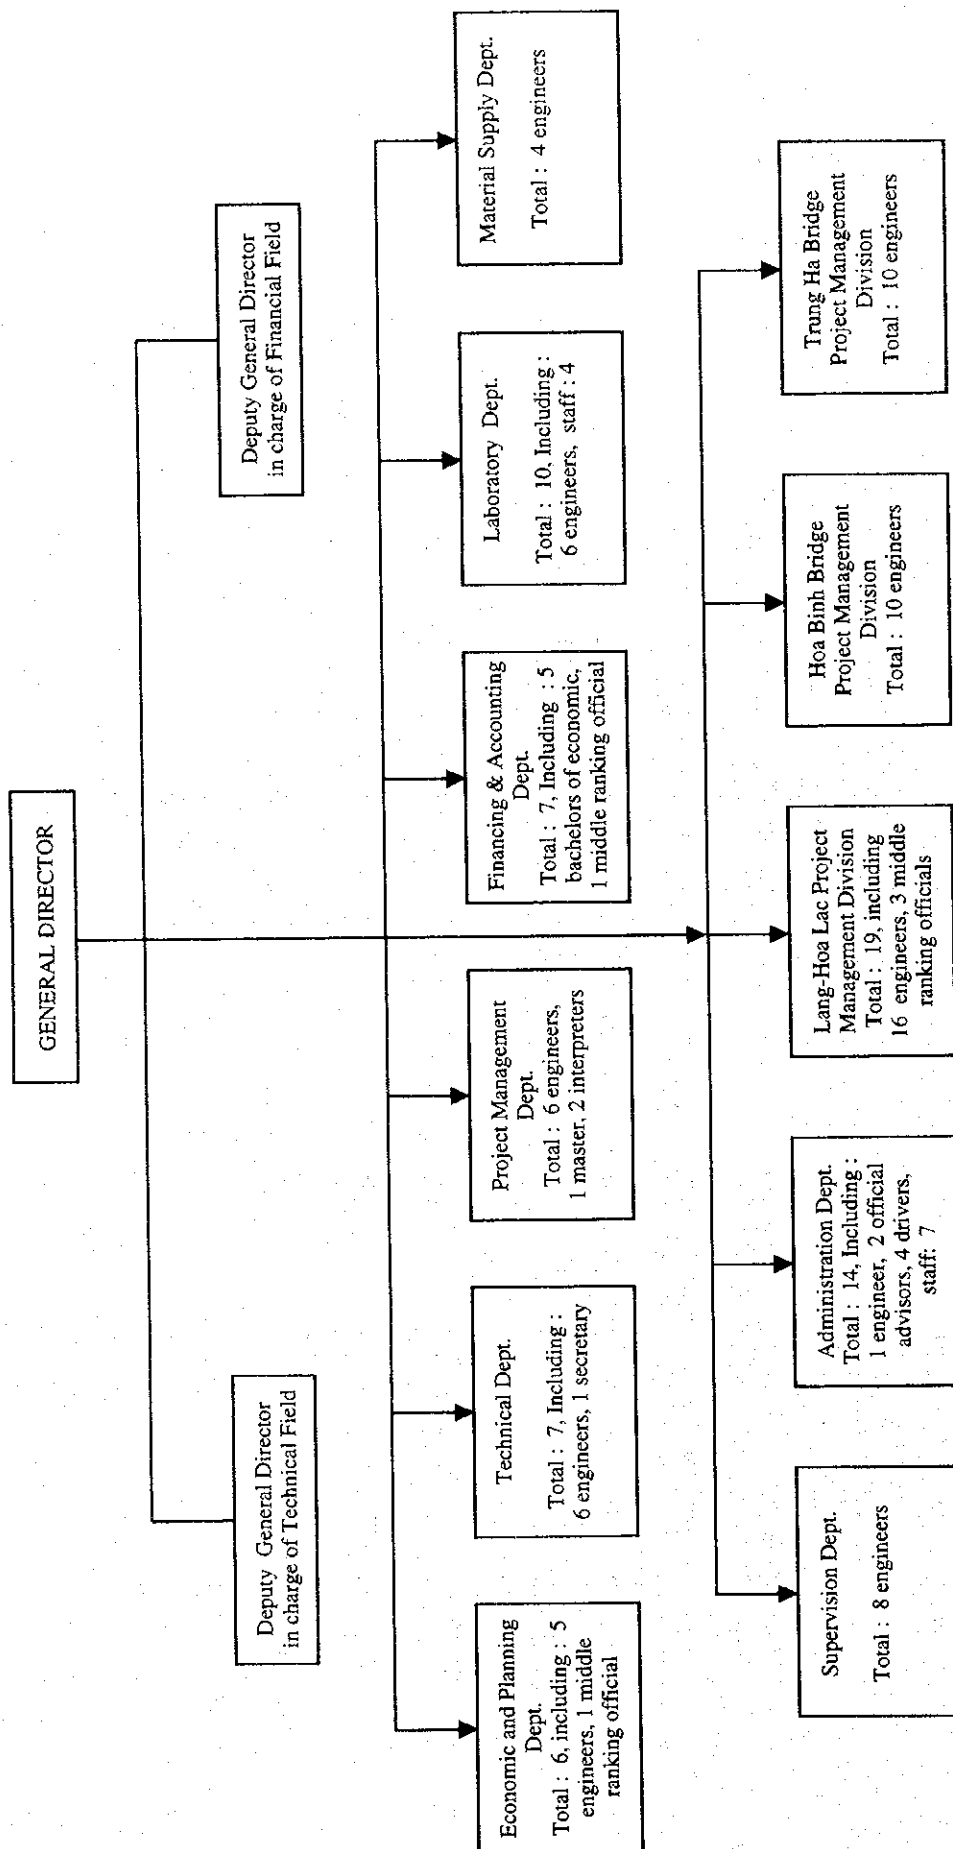 GENERAL DIRECTOR
Deputy General Director
in charge of Technical Field
Deputy General Director
in charge of Financial Field
Economic and Planning
Dept.
Total : 6, including : 5
engineers, 1 middle
ranking official
Technical Dept.
Total : 7, Including :
6 engineers, 1 secretary
Project Management
Dept.
Total : 6 engineers,
1 master, 2 interpreters
Financing & Accounting
Dept.
Total : 7, Including : 5
bachelors of economic,
1 middle ranking official
Laboratory Dept.
Total : 10, Including :
6 engineers, staff : 4
Material Supply Dept.
Total : 4 engineers
Supervision Dept.
Total : 8 engineers
Administration Dept.
Total : 14, Including :
1 engineer, 2 official
advisors, 4 drivers,
staff: 7
Lang-Hoa Lac Project
Management Division
Total : 19, including
16 engineers, 3 middle
ranking officials
Hoa Binh Bridge
Project Management
Division
Total : 10 engineers
Trung Ha Bridge
Project Management
Division
Total : 10 engineers